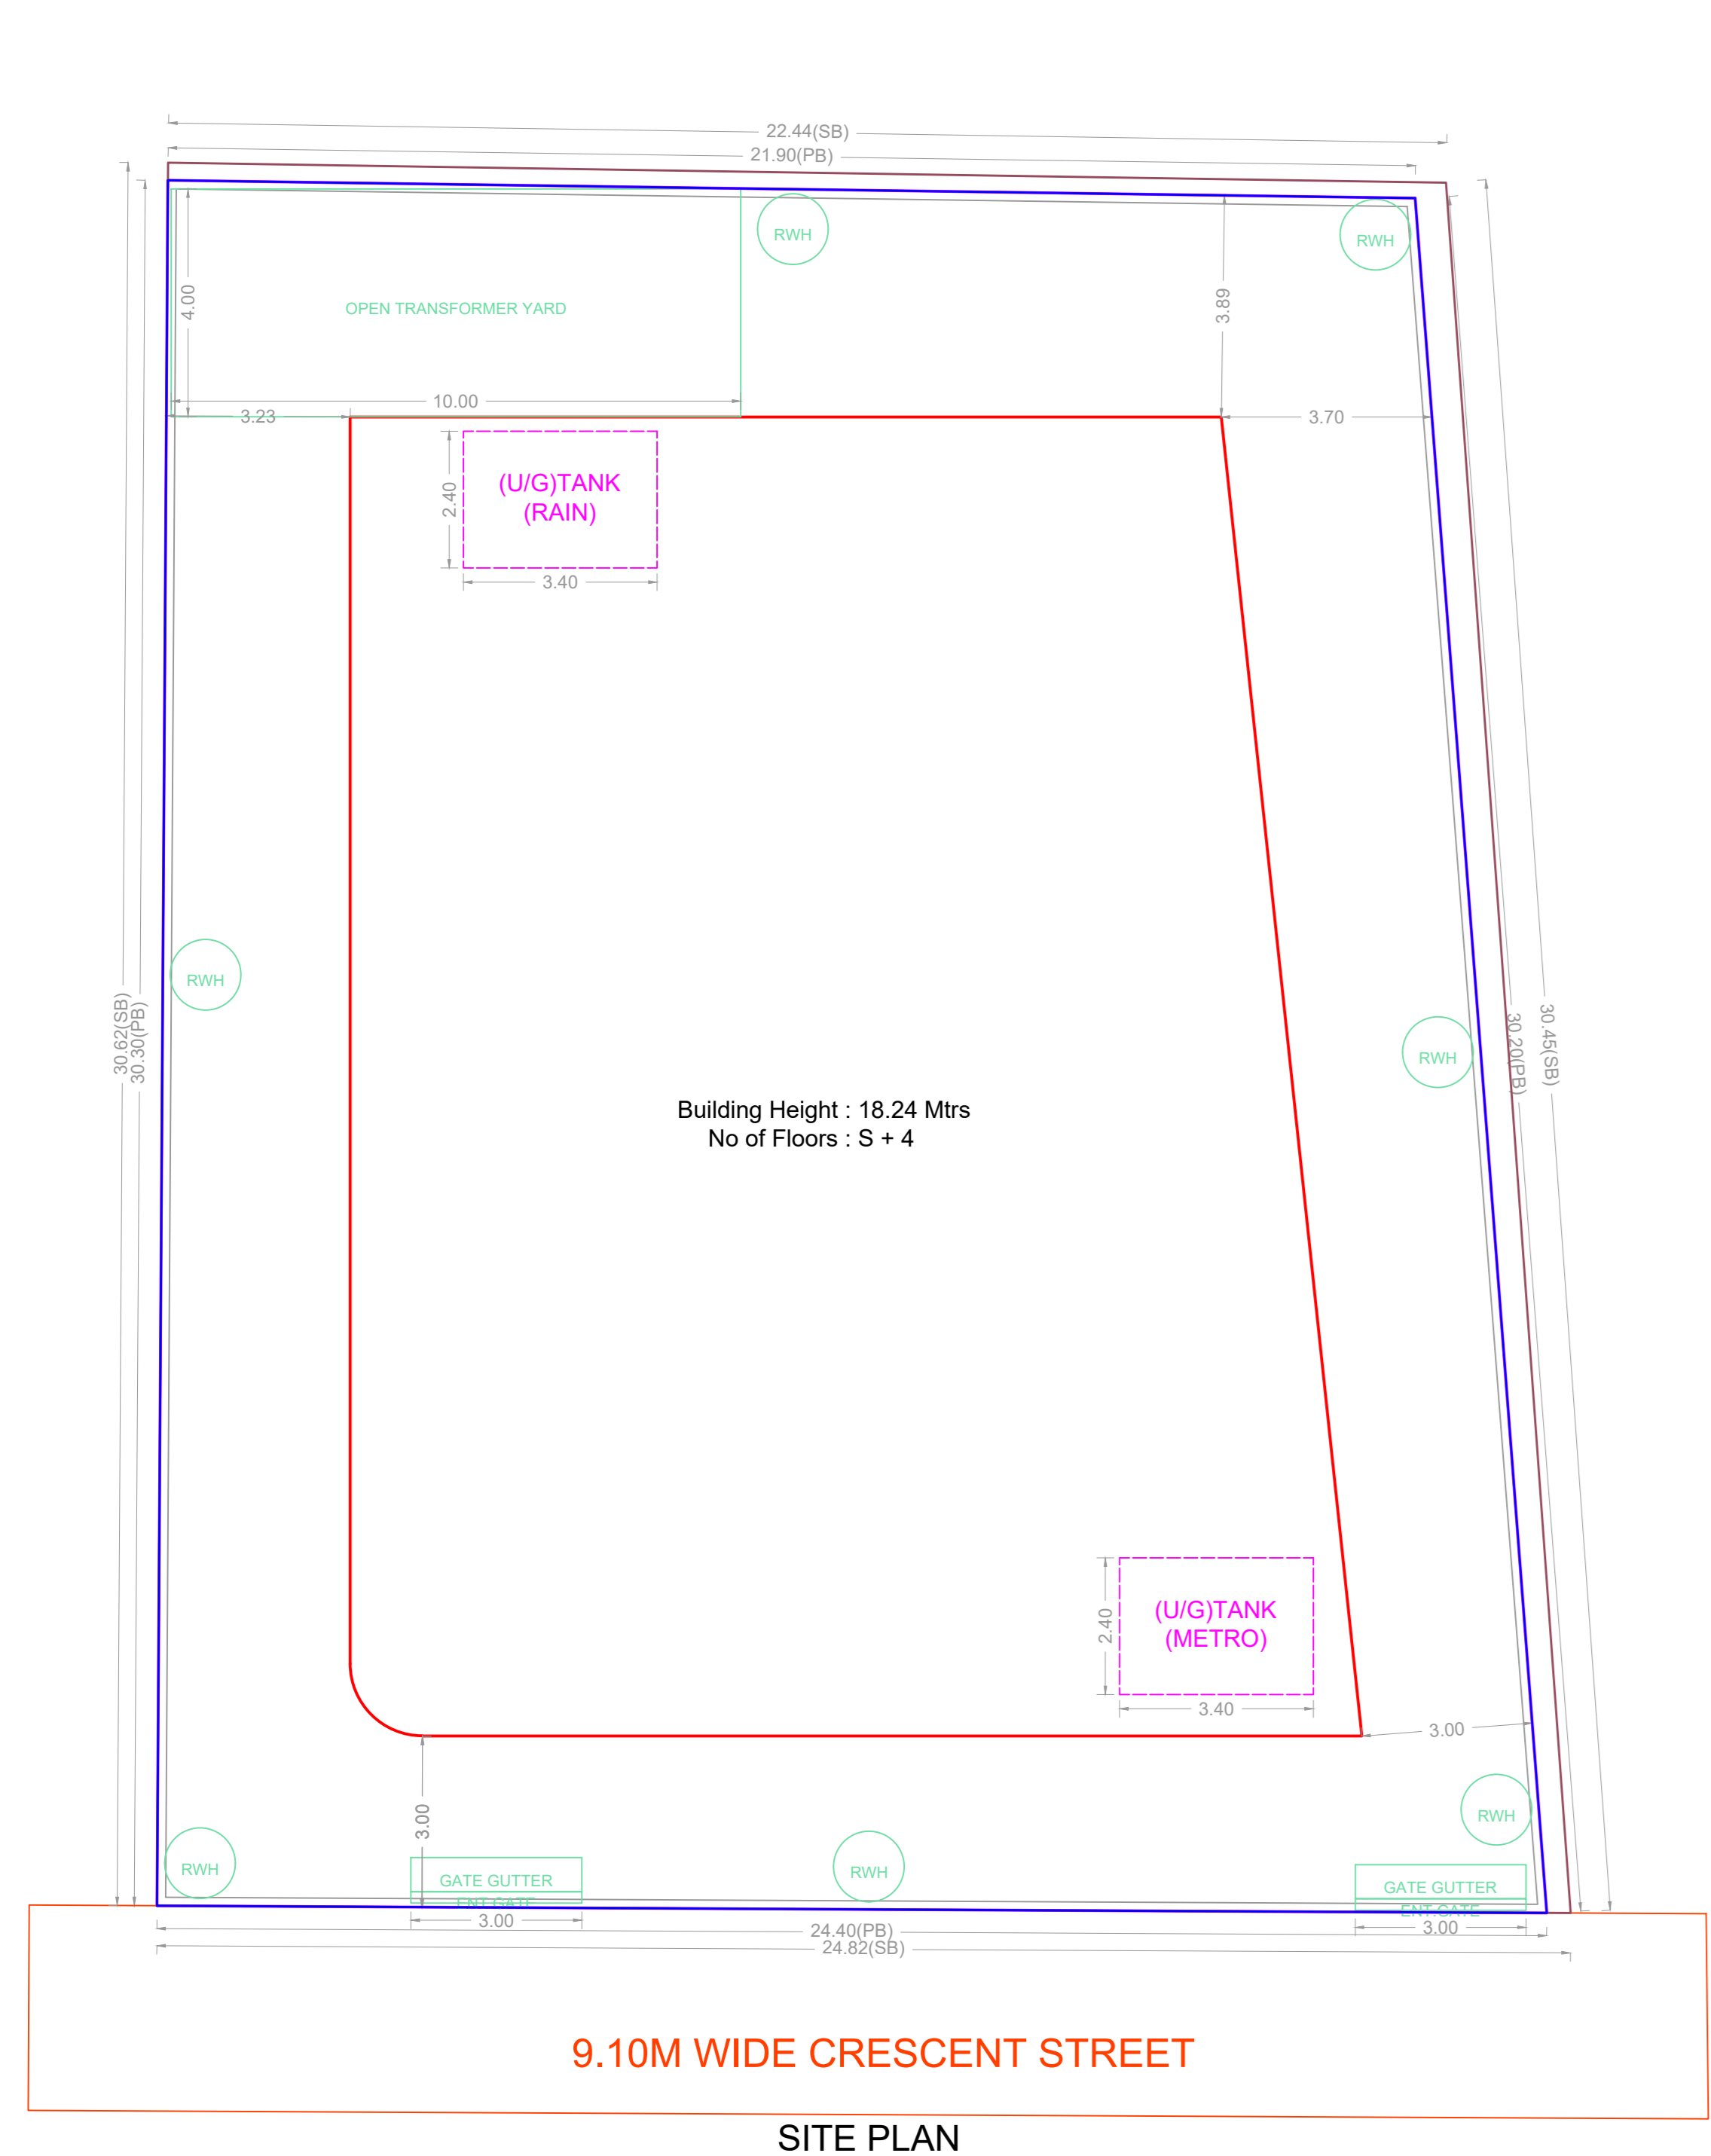 22.44(SB)
21.90(PB)
RWH
RWH
4.00
OPEN TRANSFORMER YARD
3.89
10.00
3.23
3.70
2.40
(U/G)TANK
(RAIN)
3.40
RWH
30.62(SB)
30.30(PB)
30.20(PB)
30.45(SB)
RWH
Building Height : 18.24 Mtrs
No of Floors : S + 4
2.40
(U/G)TANK
(METRO)
3.40
3.00
3.00
RWH
RWH
RWH
GATE GUTTER
ENT.GATE
GATE GUTTER
ENT.GATE
3.00
3.00
24.40(PB)
24.82(SB)
9.10M WIDE CRESCENT STREET
SITE PLAN